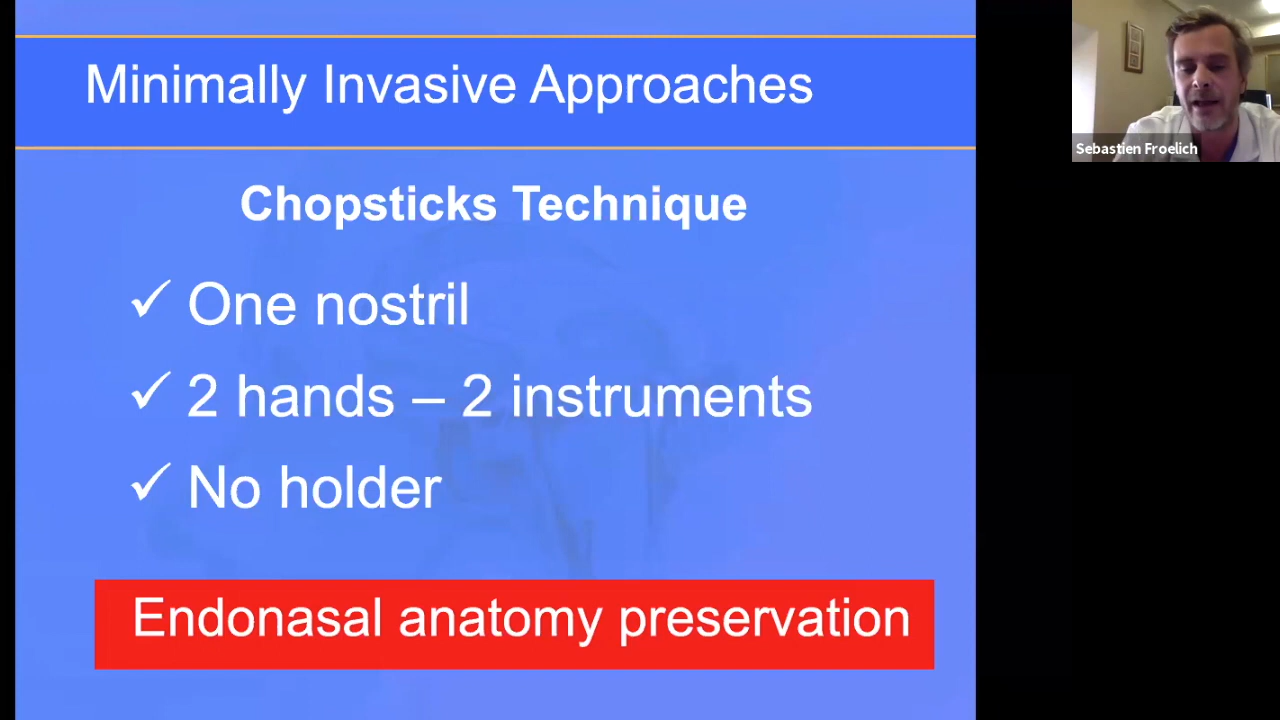 Minimally Invasive Approaches
Chopsticks Technique
✓ One nostril
✓ 2 hands – 2 instruments
✓ No holder
Endonasal anatomy preservation
Sebastien Froelich